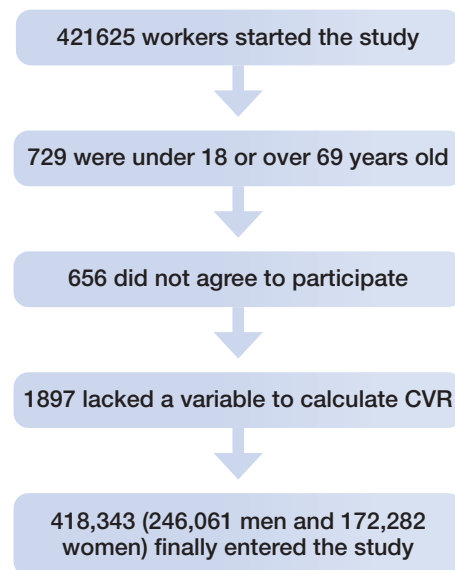 421625 workers started the study
729 were under 18 or over 69 years old
656 did not agree to participate
1897 lacked a variable to calculate CVR
418,343 (246,061 men and 172,282
women) finally entered the study